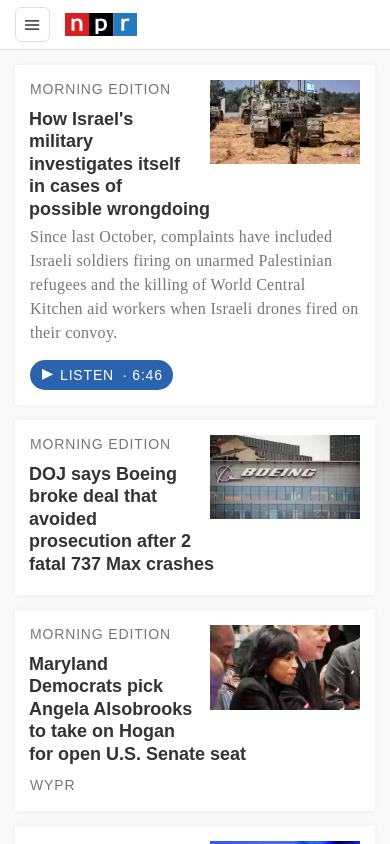 npr
MORNING EDITION
How Israel's
military
investigates itself
in cases of
possible wrongdoing
Since last October, complaints have included
Israeli soldiers firing on unarmed Palestinian
refugees and the killing of World Central
Kitchen aid workers when Israeli drones fired on
their convoy.
LISTEN · 6:46
MORNING EDITION
DOJ says Boeing
broke deal that
avoided
prosecution after 2
fatal 737 Max crashes
BOEING
MORNING EDITION
Maryland
Democrats pick
Angela Alsobrooks
to take on Hogan
for open U.S. Senate seat
WYPR